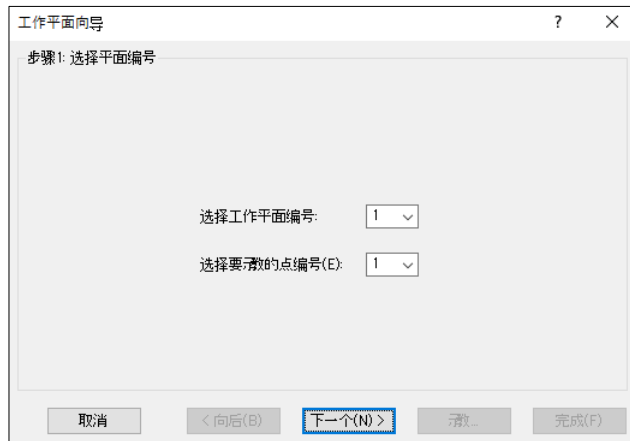 工作平面向导
?
步骤1: 选择平面编号
选择工作平面编号: 1
选择要示教的点编号(E): 1
取消 < 向后(B) 下一个(N) > 示教... 完成(F)